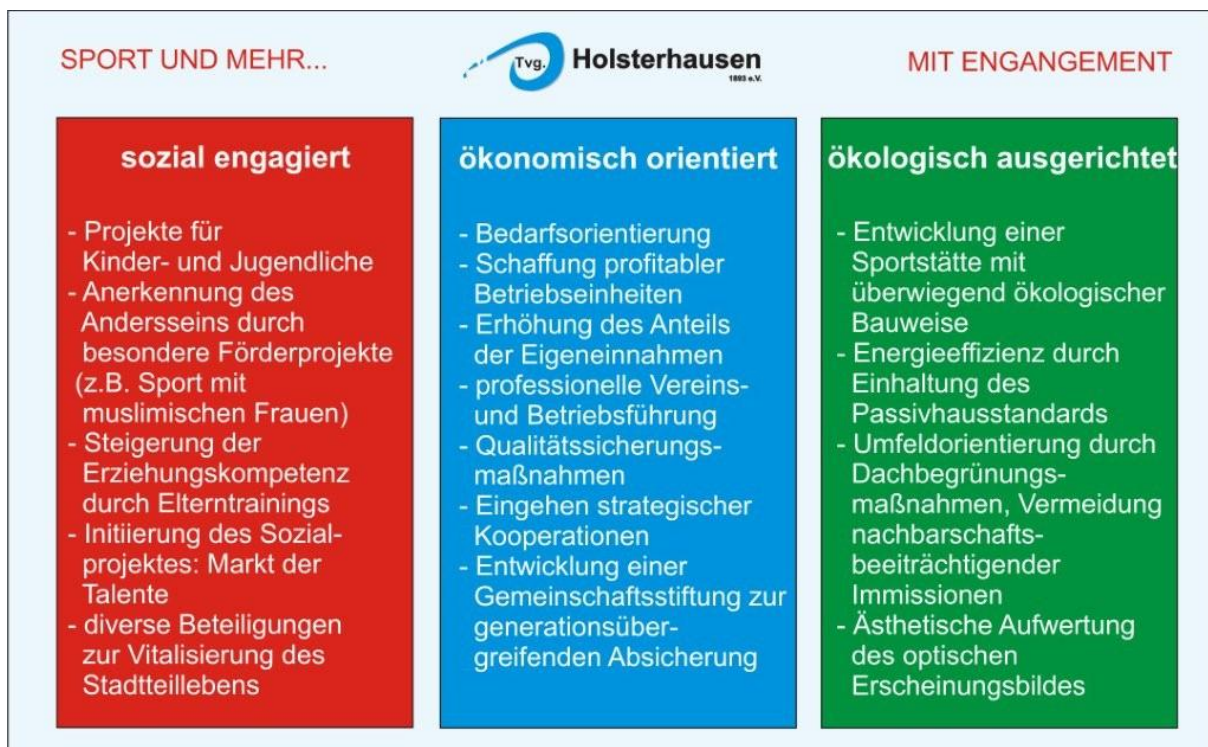 SPORT UND MEHR...
Tvg. Holsterhausen
1893 e.V.
MIT ENGANGEMENT
sozial engagiert
- Projekte für
Kinder- und Jugendliche
- Anerkennung des
Andersseins durch
besondere Förderprojekte
(z.B. Sport mit
muslimischen Frauen)
- Steigerung der
Erziehungskompetenz
durch Elterntrainings
- Initiierung des Sozial-
projektes: Markt der
Talente
- diverse Beteiligungen
zur Vitalisierung des
Stadtteillebens
ökonomisch orientiert
- Bedarfsorientierung
- Schaffung profitabler
Betriebseinheiten
- Erhöhung des Anteils
der Eigeneinnahmen
- professionelle Vereins-
und Betriebsführung
- Qualitätssicherungs-
maßnahmen
- Eingehen strategischer
Kooperationen
- Entwicklung einer
Gemeinschaftsstiftung zur
generationsüber-
greifenden Absicherung
ökologisch ausgerichtet
- Entwicklung einer
Sportstätte mit
überwiegend ökologischer
Bauweise
- Energieeffizienz durch
Einhaltung des
Passivhausstandards
- Umfeldorientierung durch
Dachbegrünungs-
maßnahmen, Vermeidung
nachbarschafts-
beeiträchtigender
Immissionen
- Ästhetische Aufwertung
des optischen
Erscheinungsbildes